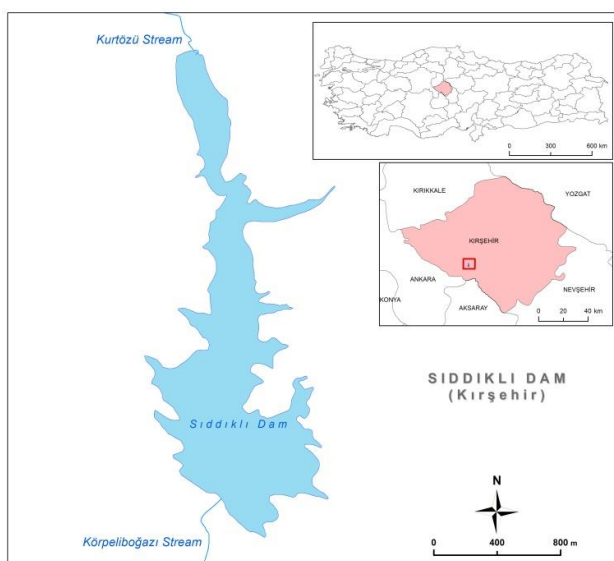 Kurtözü Stream
0 300 600 km
KIRIKKALE
YOZGAT
KIRŞEHİR
ANKARA
NEVŞEHİR
KONYA
AKSARAY
0 20 40 km
SIDDIKLI DAM
(Kırşehir)
Sıddıklı Dam
N
Körpeliboğazı Stream
0 400 800 m